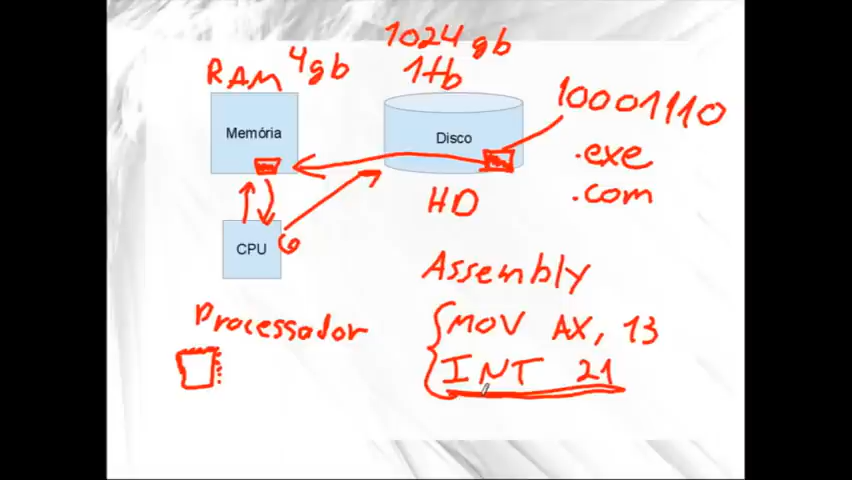 1024 gb
RAM 4gb
1tb
10001110
Memória
Disco
.exe
.com
HD
CPU
Assembly
Processador
MOV AX, 13
INT 21